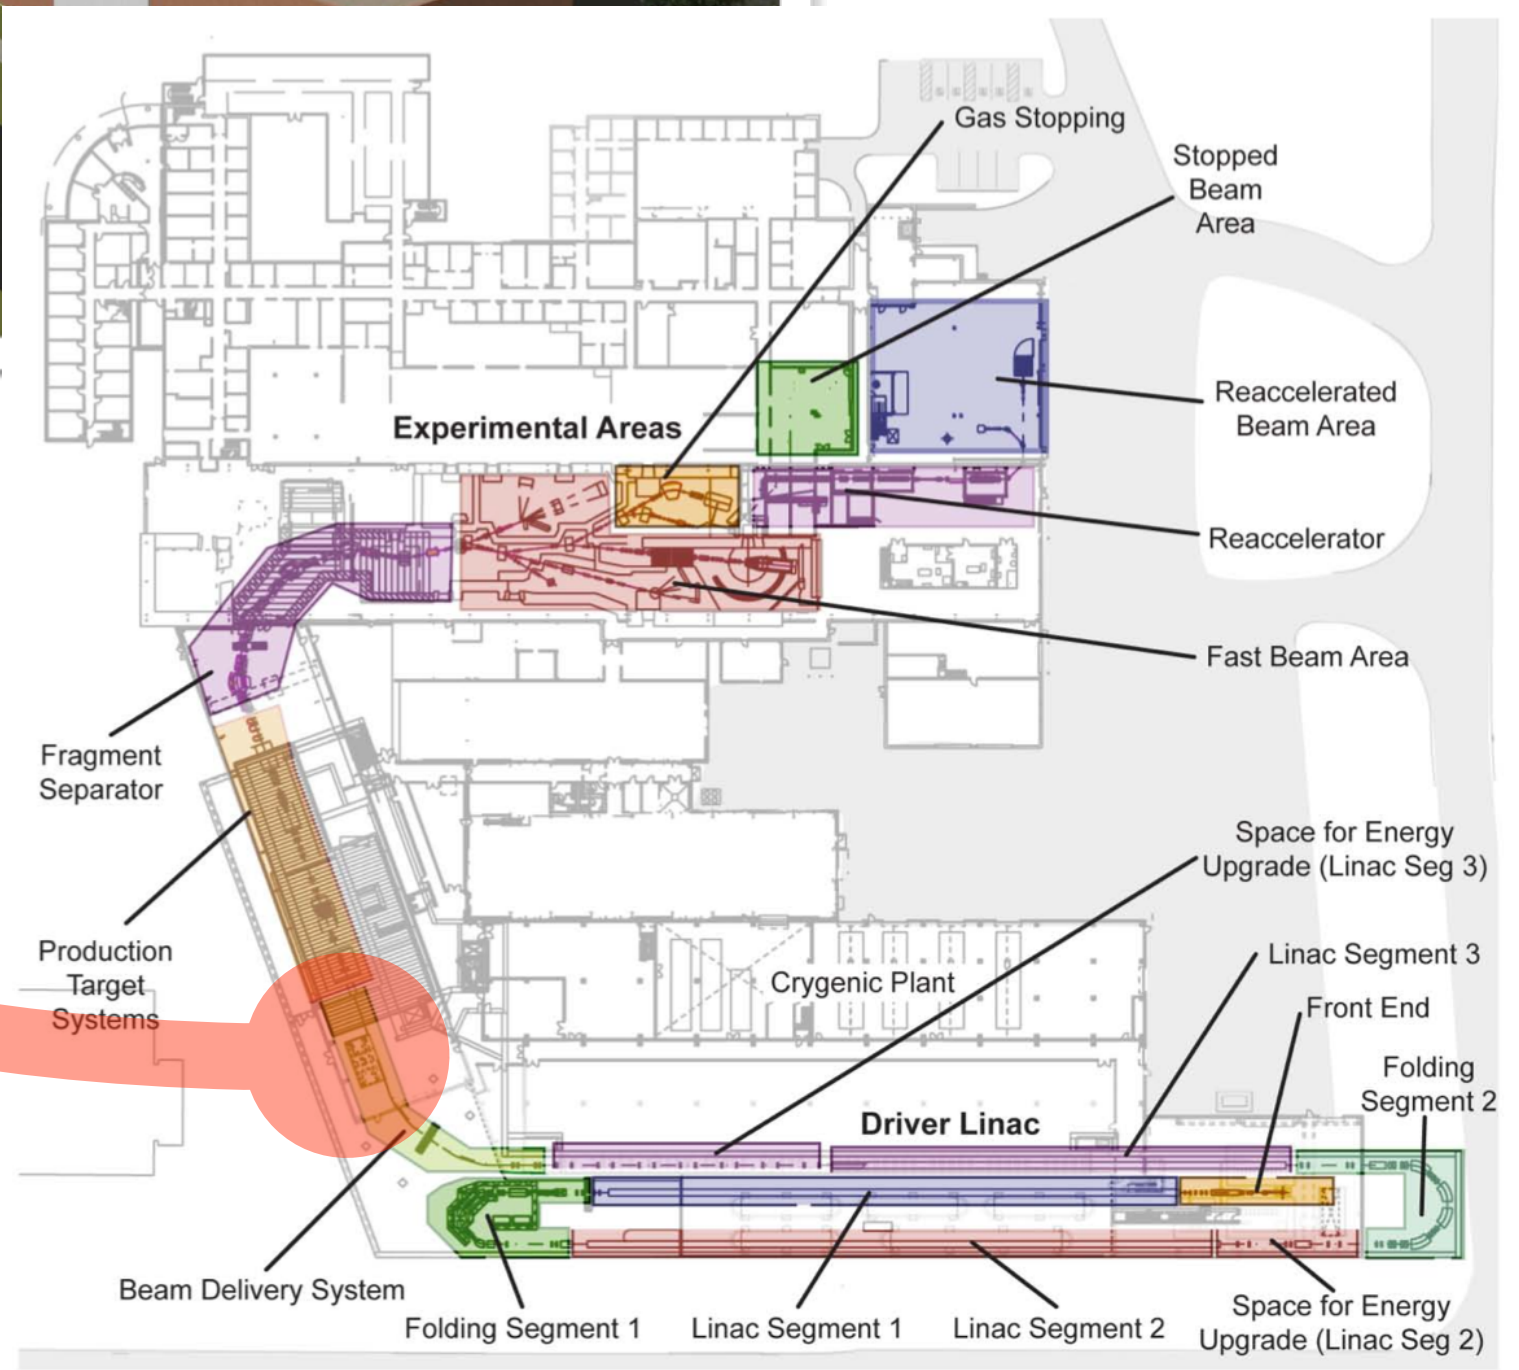 Gas Stopping
Stopped
Beam
Area
Reaccelerated
Beam Area
Experimental Areas
Reaccelerator
Fast Beam Area
Fragment
Separator
Space for Energy
Upgrade (Linac Seg 3)
Production
Target
Systems
Linac Segment 3
Crygenic Plant
Front End
Folding
Segment 2
Driver Linac
Beam Delivery System
Folding Segment 1
Linac Segment 1
Linac Segment 2
Space for Energy
Upgrade (Linac Seg 2)